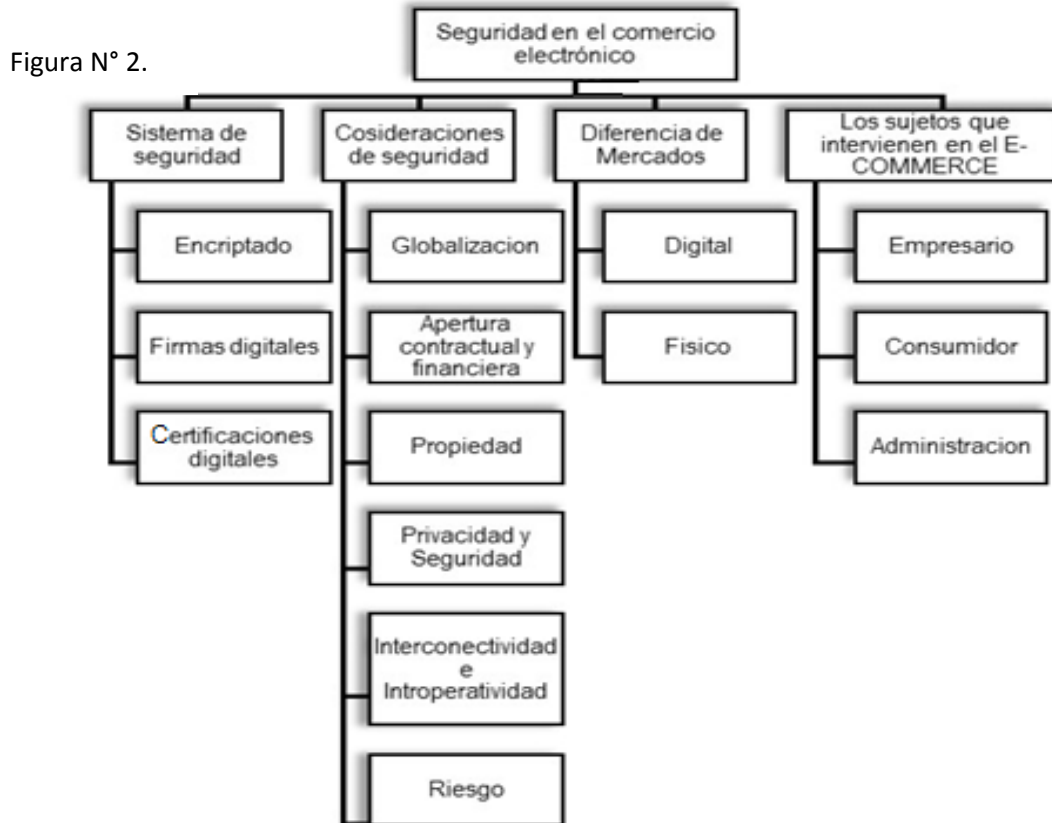 Figura N° 2.
Seguridad en el comercio
electrónico
Sistema de
seguridad
Encriptado
Firmas digitales
Certificaciones
digitales
Cosideraciones
de seguridad
Globalizacion
Apertura
contractual y
financiera
Propiedad
Privacidad y
Seguridad
Interconectividad
e
Introperatividad
Riesgo
Diferencia de
Mercados
Digital
Fisico
Los sujetos que
intervienen en el E-
COMMERCE
Empresario
Consumidor
Administracion